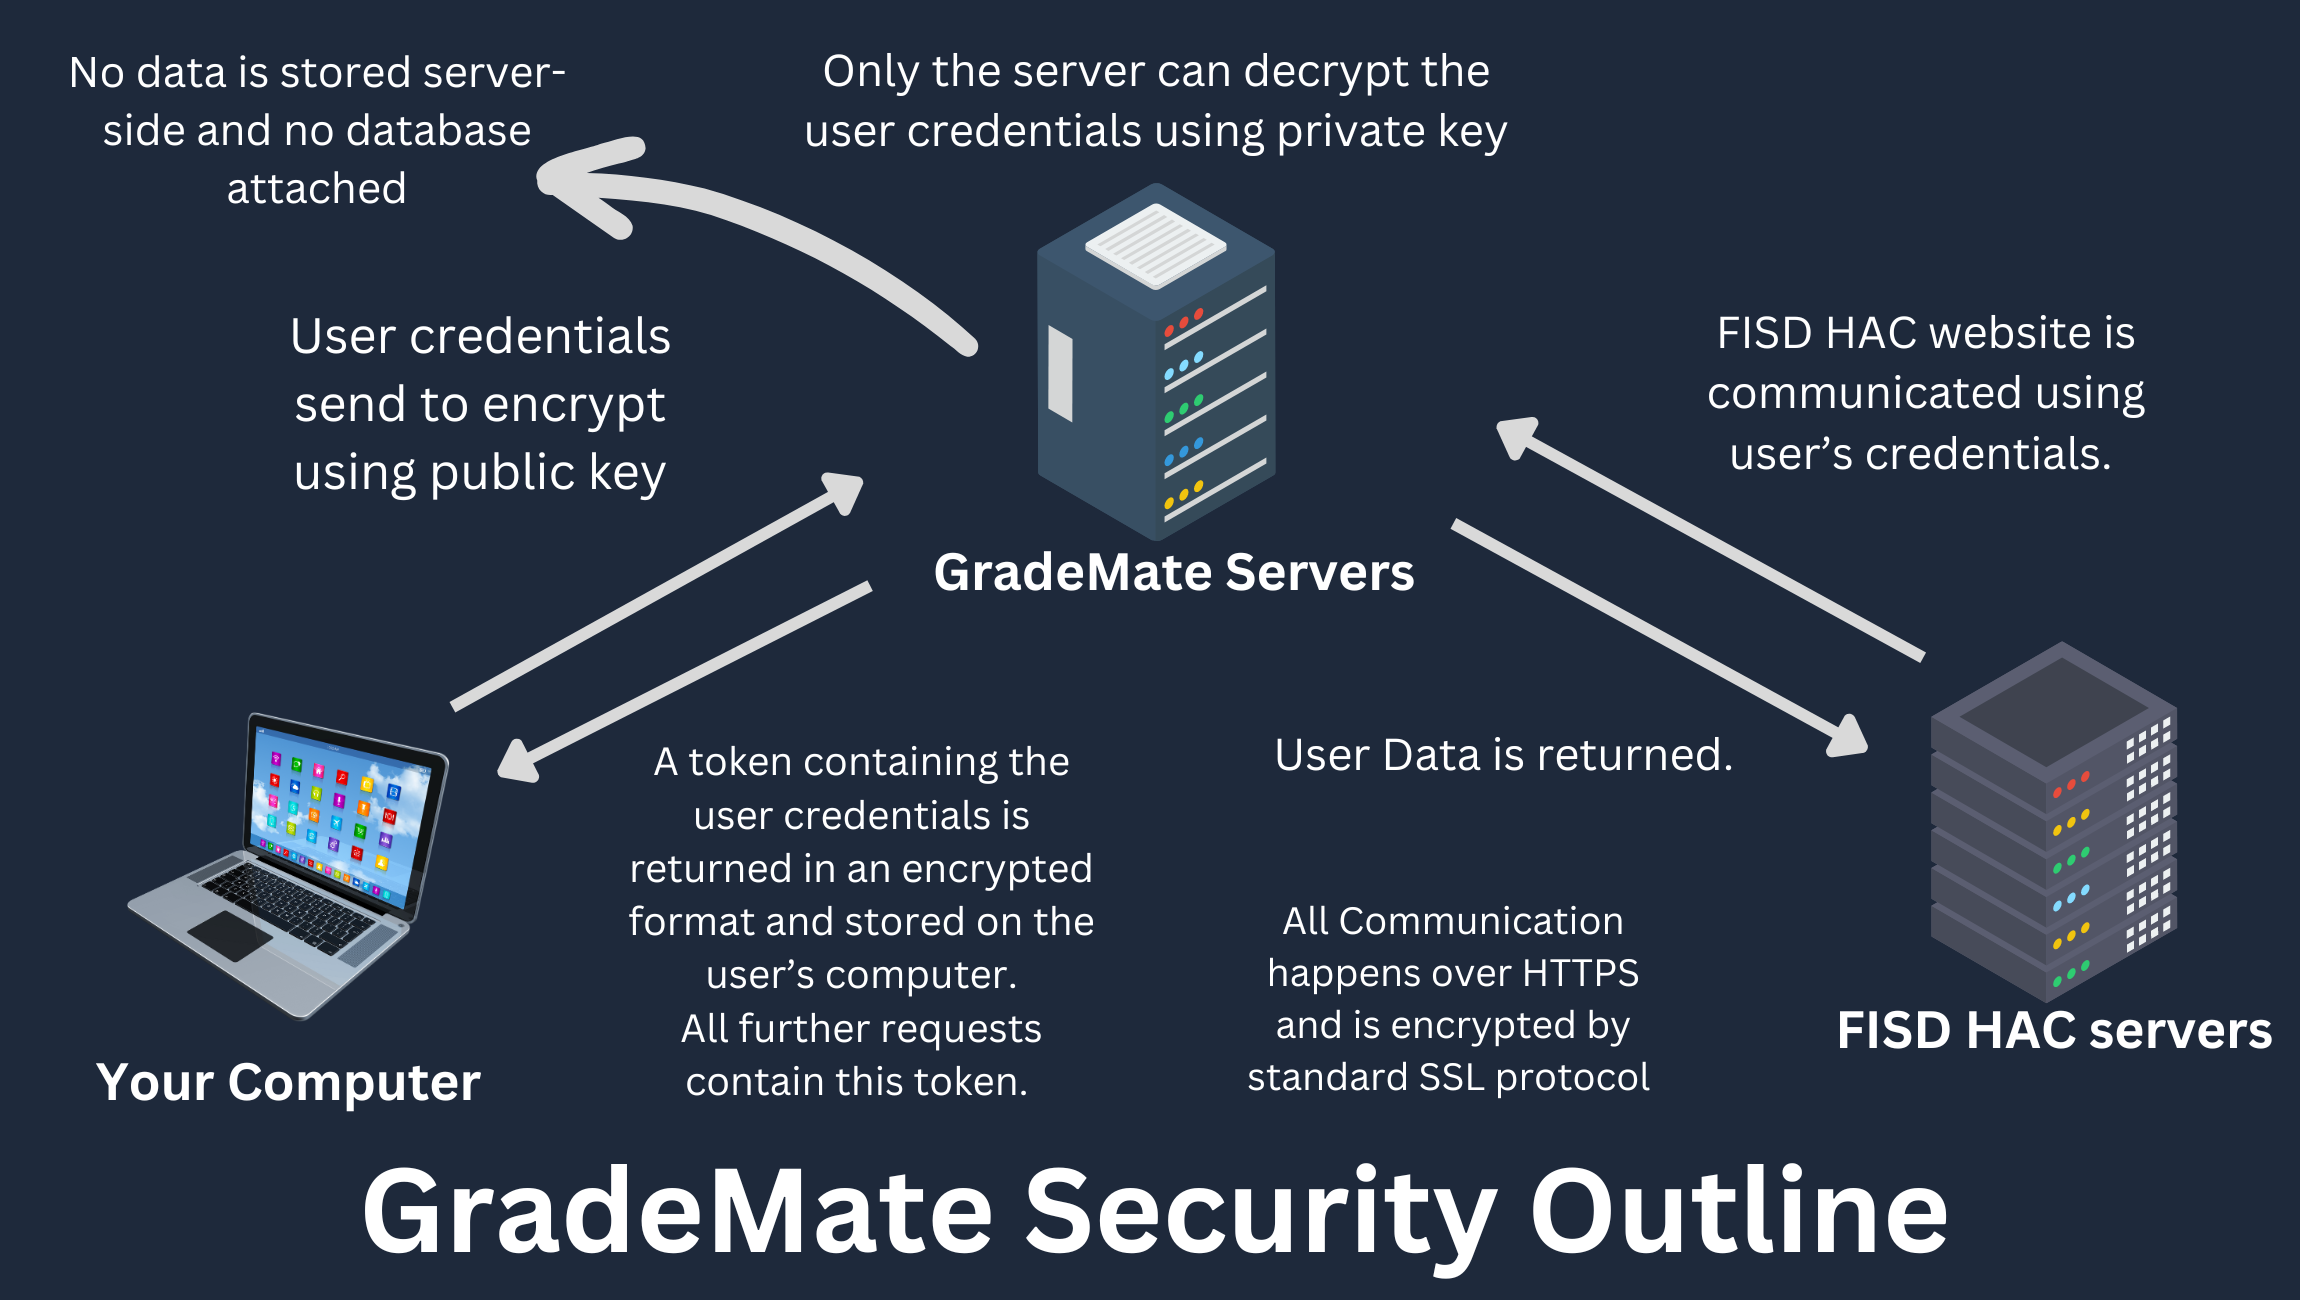 No data is stored server-
side and no database
attached
Only the server can decrypt the
user credentials using private key
User credentials
send to encrypt
using public key
FISD HAC website is
communicated using
user's credentials.
GradeMate Servers
A token containing the
user credentials is
returned in an encrypted
format and stored on the
user's computer.
All further requests
contain this token.
User Data is returned.
All Communication
happens over HTTPS
and is encrypted by
standard SSL protocol
FISD HAC servers
Your Computer
GradeMate Security Outline